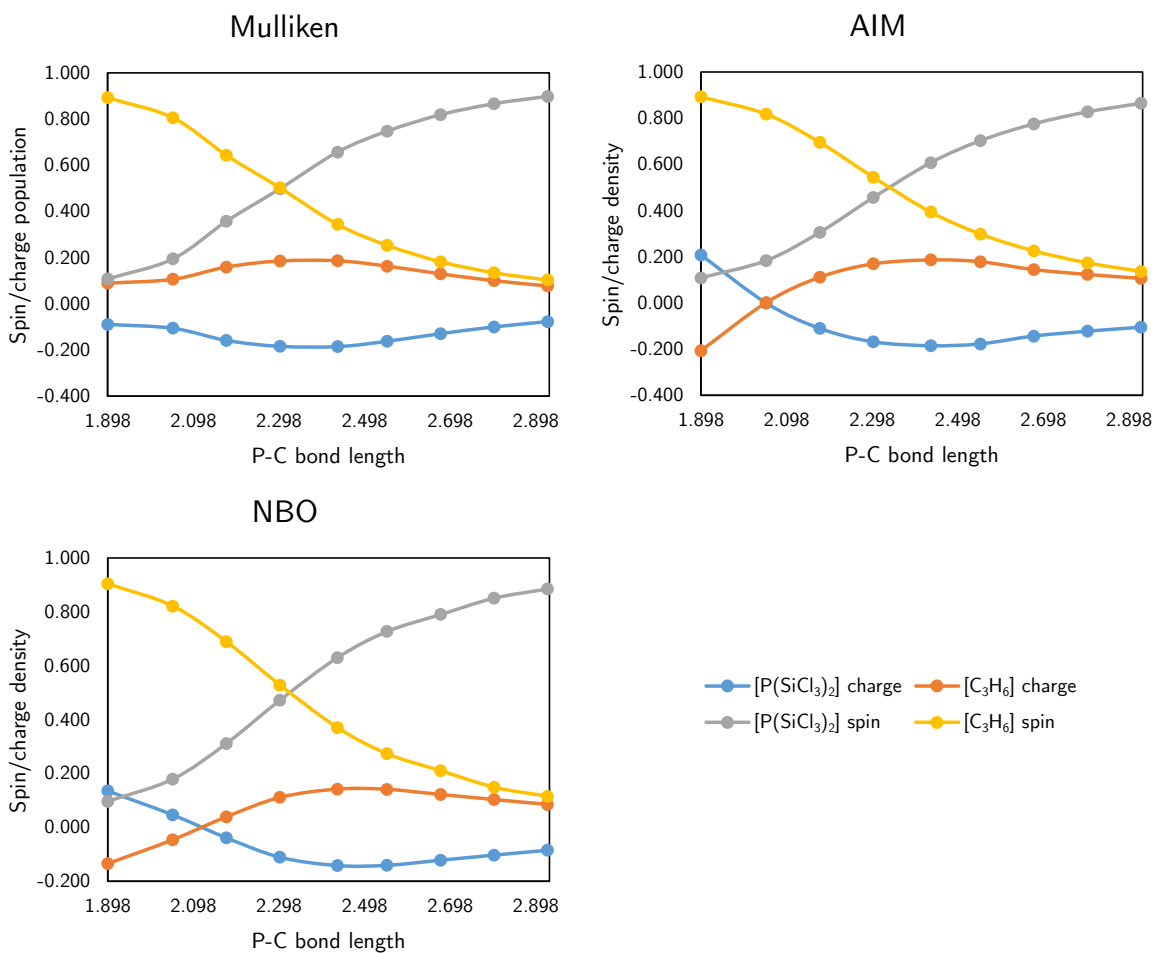 Mulliken
1.000
0.800
0.600
0.400
0.200
0.000
-0.200
-0.400
Spin/charge population
1.898 2.098 2.298 2.498 2.698 2.898
P-C bond length
AIM
1.000
0.800
0.600
0.400
0.200
0.000
-0.200
-0.400
Spin/charge density
1.898 2.098 2.298 2.498 2.698 2.898
P-C bond length
NBO
1.000
0.800
0.600
0.400
0.200
0.000
-0.200
Spin/charge density
1.898 2.098 2.298 2.498 2.698 2.898
P-C bond length
[P(SiCl₃)₂] charge [C₃H₆] charge
[P(SiCl₃)₂] spin [C₃H₆] spin